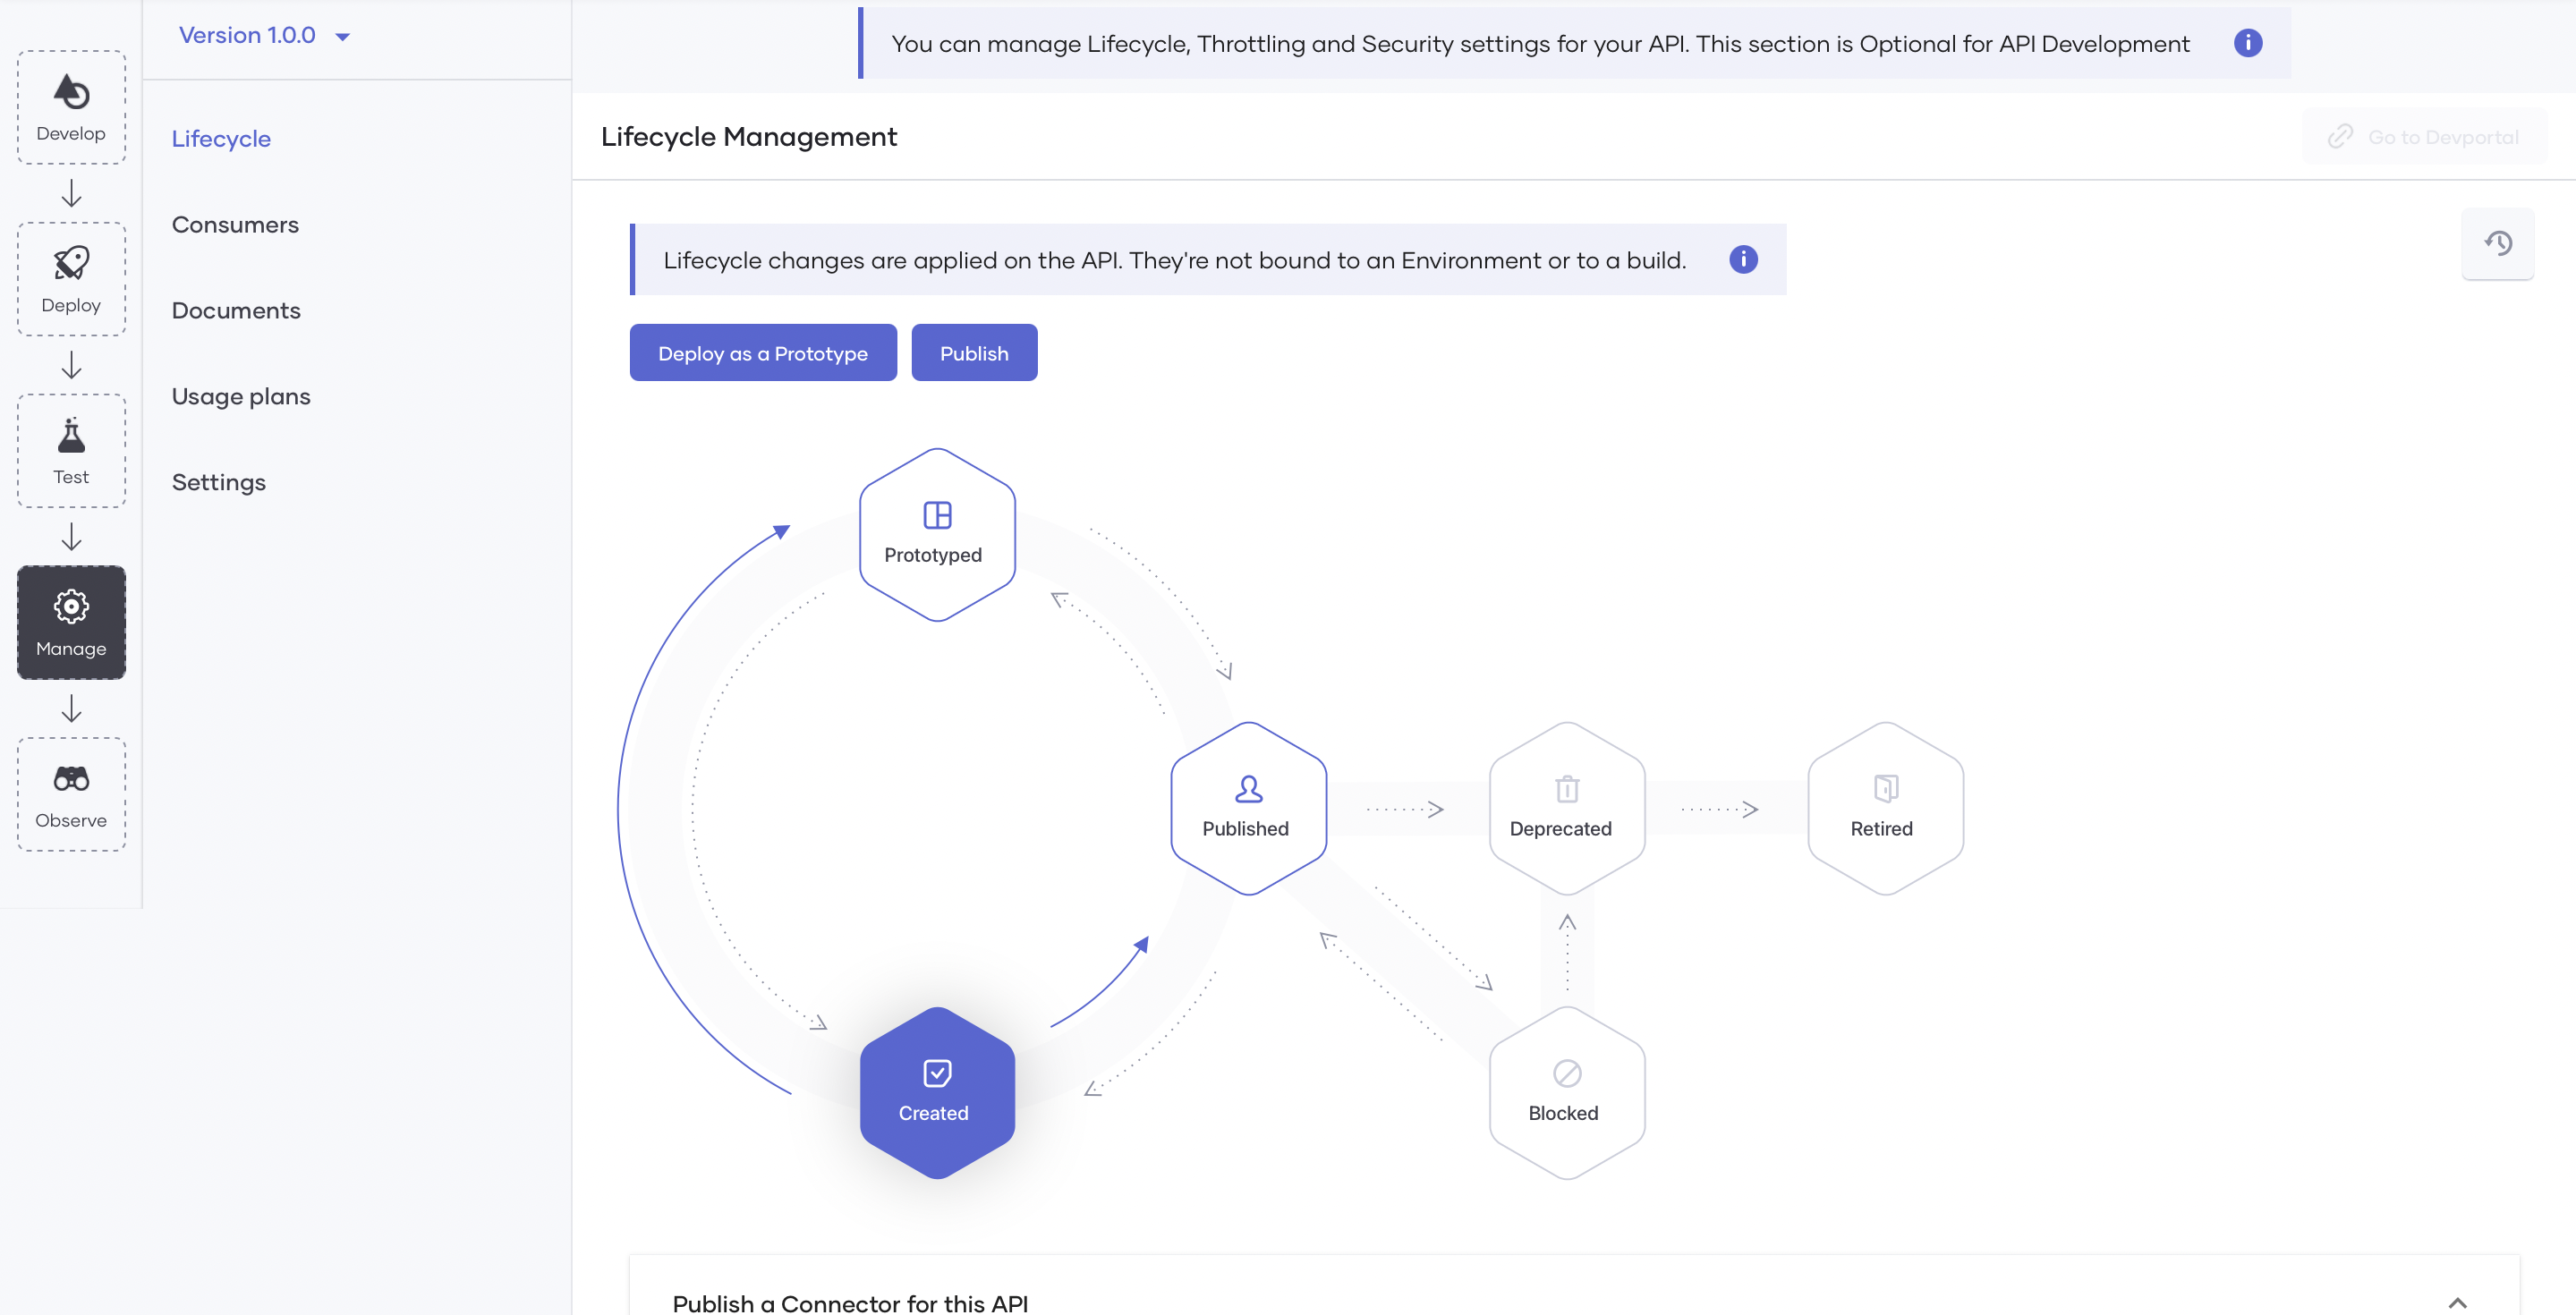 Version 1.0.0
You can manage Lifecycle, Throttling and Security settings for your API. This section is Optional for API Development
Develop
Deploy
Test
Manage
Observe
Lifecycle
Consumers
Documents
Usage plans
Settings
Lifecycle Management
Go to Devportal
Lifecycle changes are applied on the API. They're not bound to an Environment or to a build.
Deploy as a Prototype
Publish
Prototyped
Published
Deprecated
Retired
Created
Blocked
Publish a Connector for this API